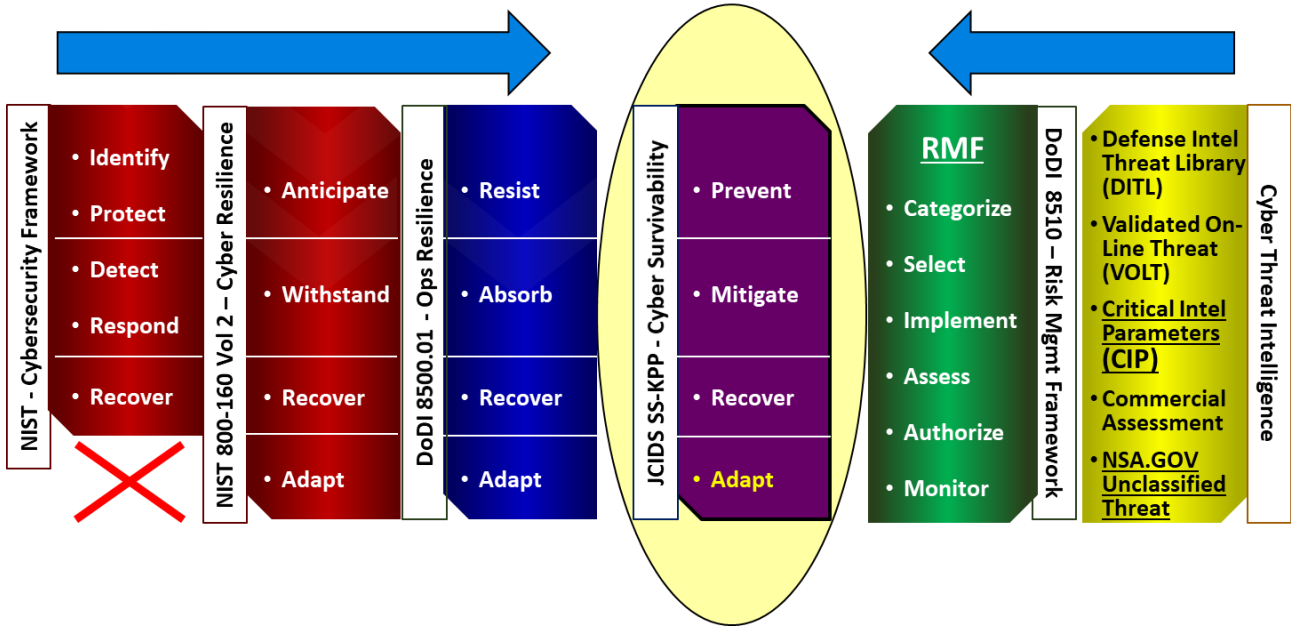 NIST - Cybersecurity Framework
• Identify
• Protect
• Detect
• Respond
• Recover
NIST 800-160 Vol 2 – Cyber Resilience
• Anticipate
• Withstand
• Recover
• Adapt
DoDI 8500.01 - Ops Resilience
• Resist
• Absorb
• Recover
• Adapt
JCIDS SS-KPP - Cyber Survivability
• Prevent
• Mitigate
• Recover
• Adapt
RMF
• Categorize
• Select
• Implement
• Assess
• Authorize
• Monitor
DoDI 8510 – Risk Mgmt Framework
• Defense Intel
Threat Library
(DITL)
• Validated On-
Line Threat
(VOLT)
• Critical Intel
Parameters
(CIP)
• Commercial
Assessment
• NSA.GOV
Unclassified
Threat
Cyber Threat Intelligence